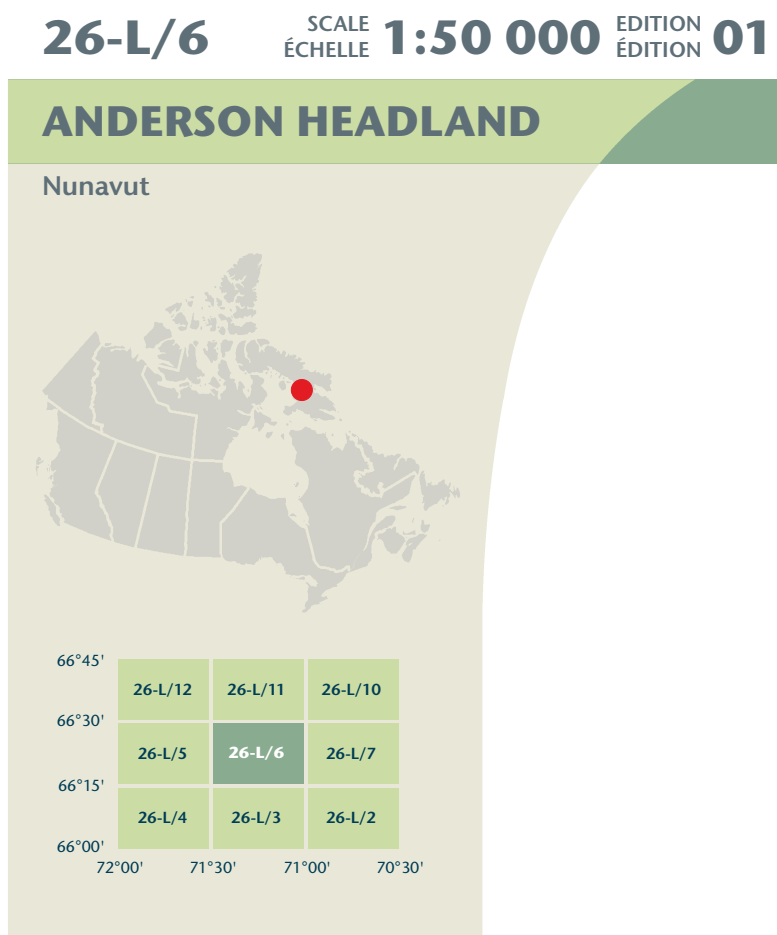 26-L/6 SCALE 1:50 000 EDITION 01
ÉCHELLE ÉDITION
ANDERSON HEADLAND
Nunavut
66°45'
26-L/12 26-L/11 26-L/10
66°30'
26-L/5 26-L/6 26-L/7
66°15'
26-L/4 26-L/3 26-L/2
66°00'
72°00' 71°30' 71°00' 70°30'